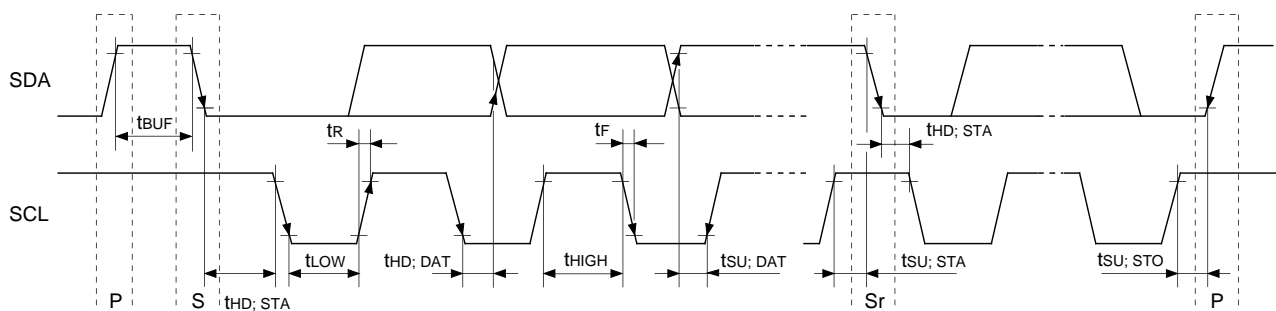 SDA
tBUF
tR
tF
tHD; STA
SCL
tLOW
tHD; DAT
tHIGH
tSU; DAT
tSU; STA
tSU; STO
P
S
tHD; STA
Sr
P